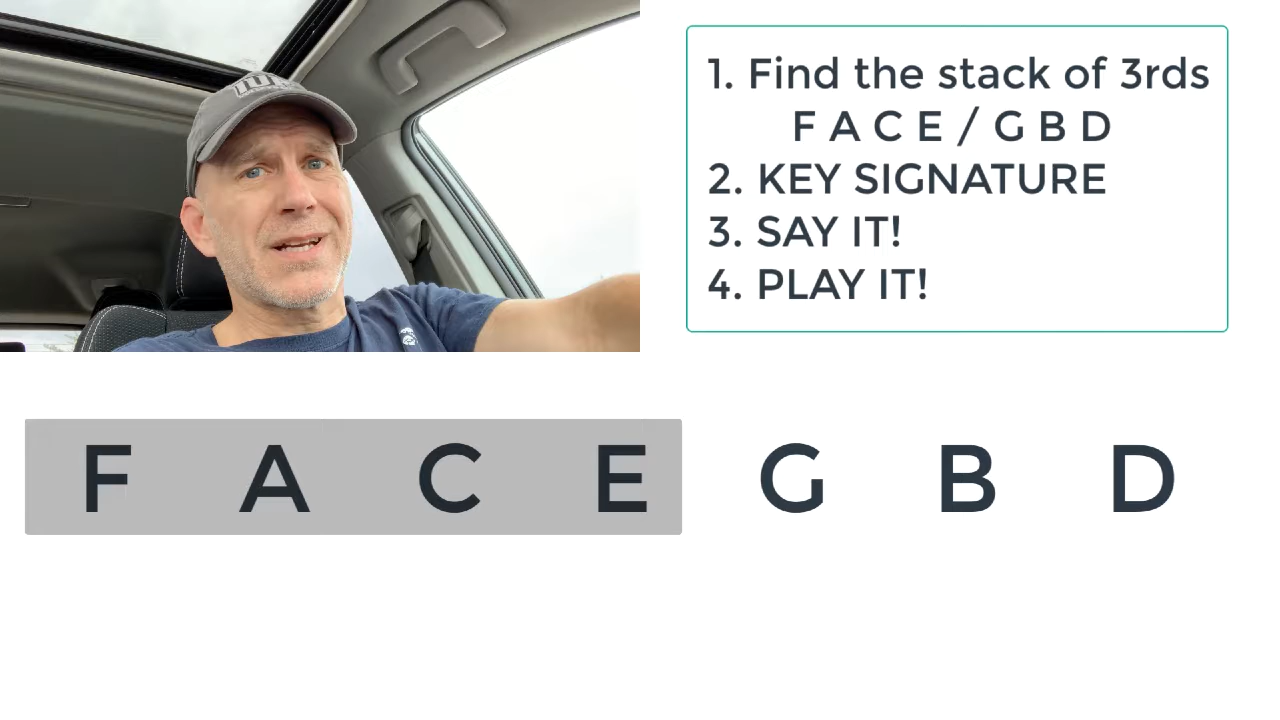 1. Find the stack of 3rds
F A C E / G B D
2. KEY SIGNATURE
3. SAY IT!
4. PLAY IT!
F A C E G B D